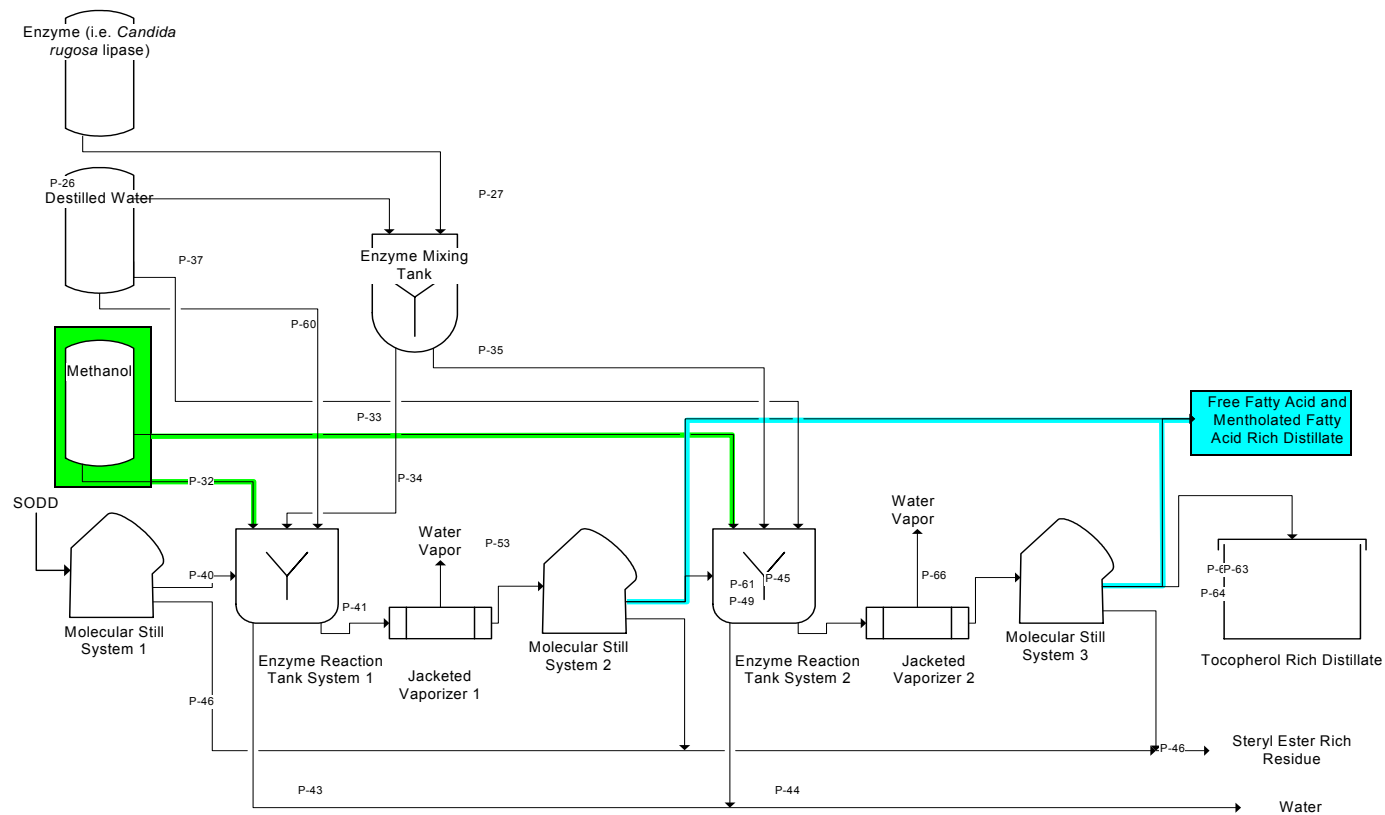 Enzyme (i.e. Candida
rugosa lipase)
P-26
Destilled Water
P-27
P-37
Enzyme Mixing
Tank
P-60
P-35
Methanol
P-33
Free Fatty Acid and
Mentholated Fatty
Acid Rich Distillate
P-32
P-34
SODD
Water
Vapor
P-53
Water
Vapor
P-40
P-41
P-61
P-45
P-49
P-66
P-63
P-64
Molecular Still
System 1
Enzyme Reaction
Tank System 1
Jacketed
Vaporizer 1
Molecular Still
System 2
Enzyme Reaction
Tank System 2
Jacketed
Vaporizer 2
Molecular Still
System 3
Tocopherol Rich Distillate
P-46
P-46
Steryl Ester Rich
Residue
P-43
P-44
Water